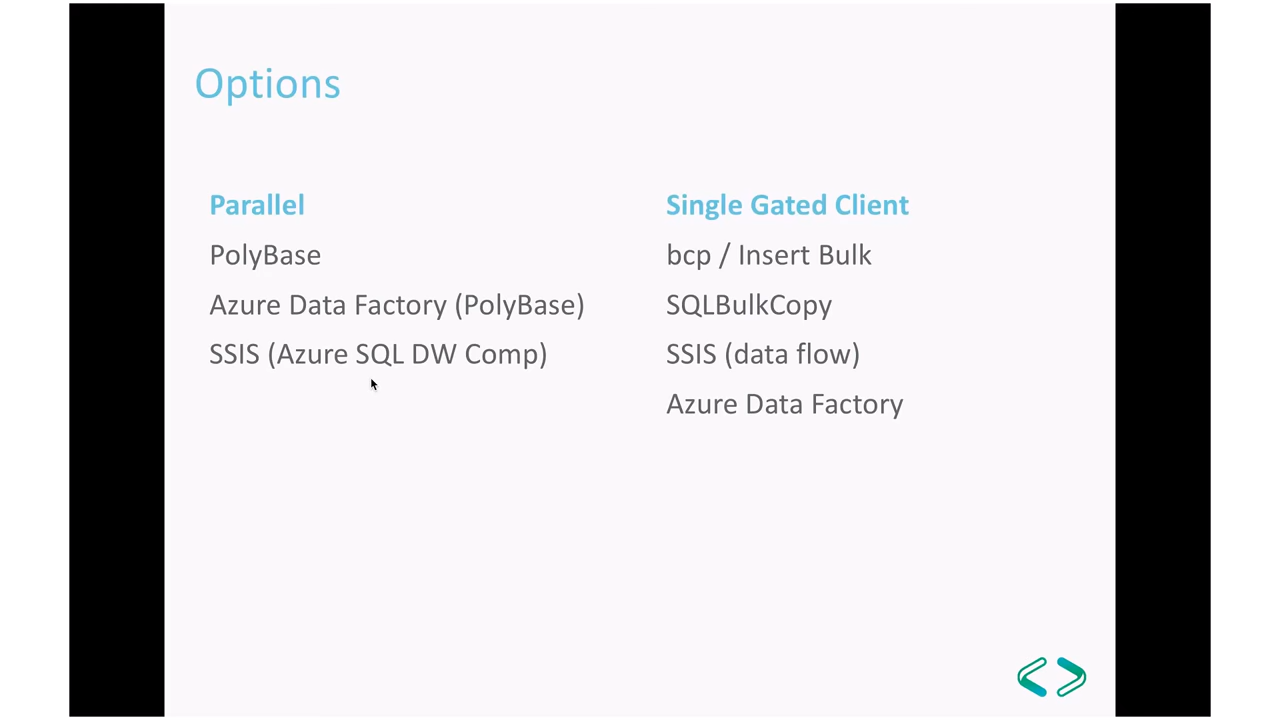 Options
Parallel
PolyBase
Azure Data Factory (PolyBase)
SSIS (Azure SQL DW Comp)
Single Gated Client
bcp / Insert Bulk
SQLBulkCopy
SSIS (data flow)
Azure Data Factory